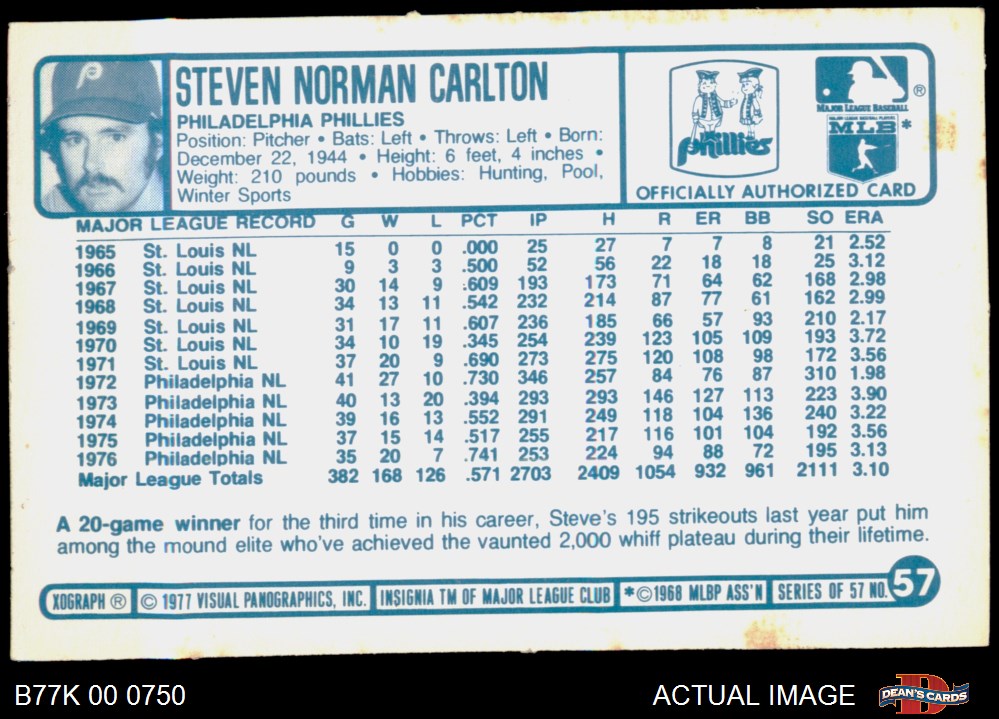 P
STEVEN NORMAN CARLTON
PHILADELPHIA PHILLIES
Position: Pitcher • Bats: Left • Throws: Left • Born:
December 22, 1944 • Height: 6 feet, 4 inches •
Weight: 210 pounds • Hobbies: Hunting, Pool,
Winter Sports
phillies
MAJOR LEAGUE BASEBALL ®
MAJOR LEAGUE BASEBALL PLAYERS
MLB *
OFFICIALLY AUTHORIZED CARD
MAJOR LEAGUE RECORD G W L PCT IP H R ER BB SO ERA
1965 St. Louis NL 15 0 0 .000 25 27 7 7 8 21 2.52
1966 St. Louis NL 9 3 3 .500 52 56 22 18 18 25 3.12
1967 St. Louis NL 30 14 9 .609 193 173 71 64 62 168 2.98
1968 St. Louis NL 34 13 11 .542 232 214 87 77 61 162 2.99
1969 St. Louis NL 31 17 11 .607 236 185 66 57 93 210 2.17
1970 St. Louis NL 34 10 19 .345 254 239 123 105 109 193 3.72
1971 St. Louis NL 37 20 9 .690 273 275 120 108 98 172 3.56
1972 Philadelphia NL 41 27 10 .730 346 257 84 76 87 310 1.98
1973 Philadelphia NL 40 13 20 .394 293 293 146 127 113 223 3.90
1974 Philadelphia NL 39 16 13 .552 291 249 118 104 136 240 3.22
1975 Philadelphia NL 37 15 14 .517 255 217 116 101 104 192 3.56
1976 Philadelphia NL 35 20 7 .741 253 224 94 88 72 195 3.13
Major League Totals 382 168 126 .571 2703 2409 1054 932 961 2111 3.10
A 20-game winner for the third time in his career, Steve's 195 strikeouts last year put him
among the mound elite who've achieved the vaunted 2,000 whiff plateau during their lifetime.
XOGRAPH ® © 1977 VISUAL PANOGRAPHICS, INC. INSIGNIA TM OF MAJOR LEAGUE CLUB *©1968 MLBP ASS'N SERIES OF 57 NO. 57
B77K 00 0750 ACTUAL IMAGE D DEAN'S CARDS